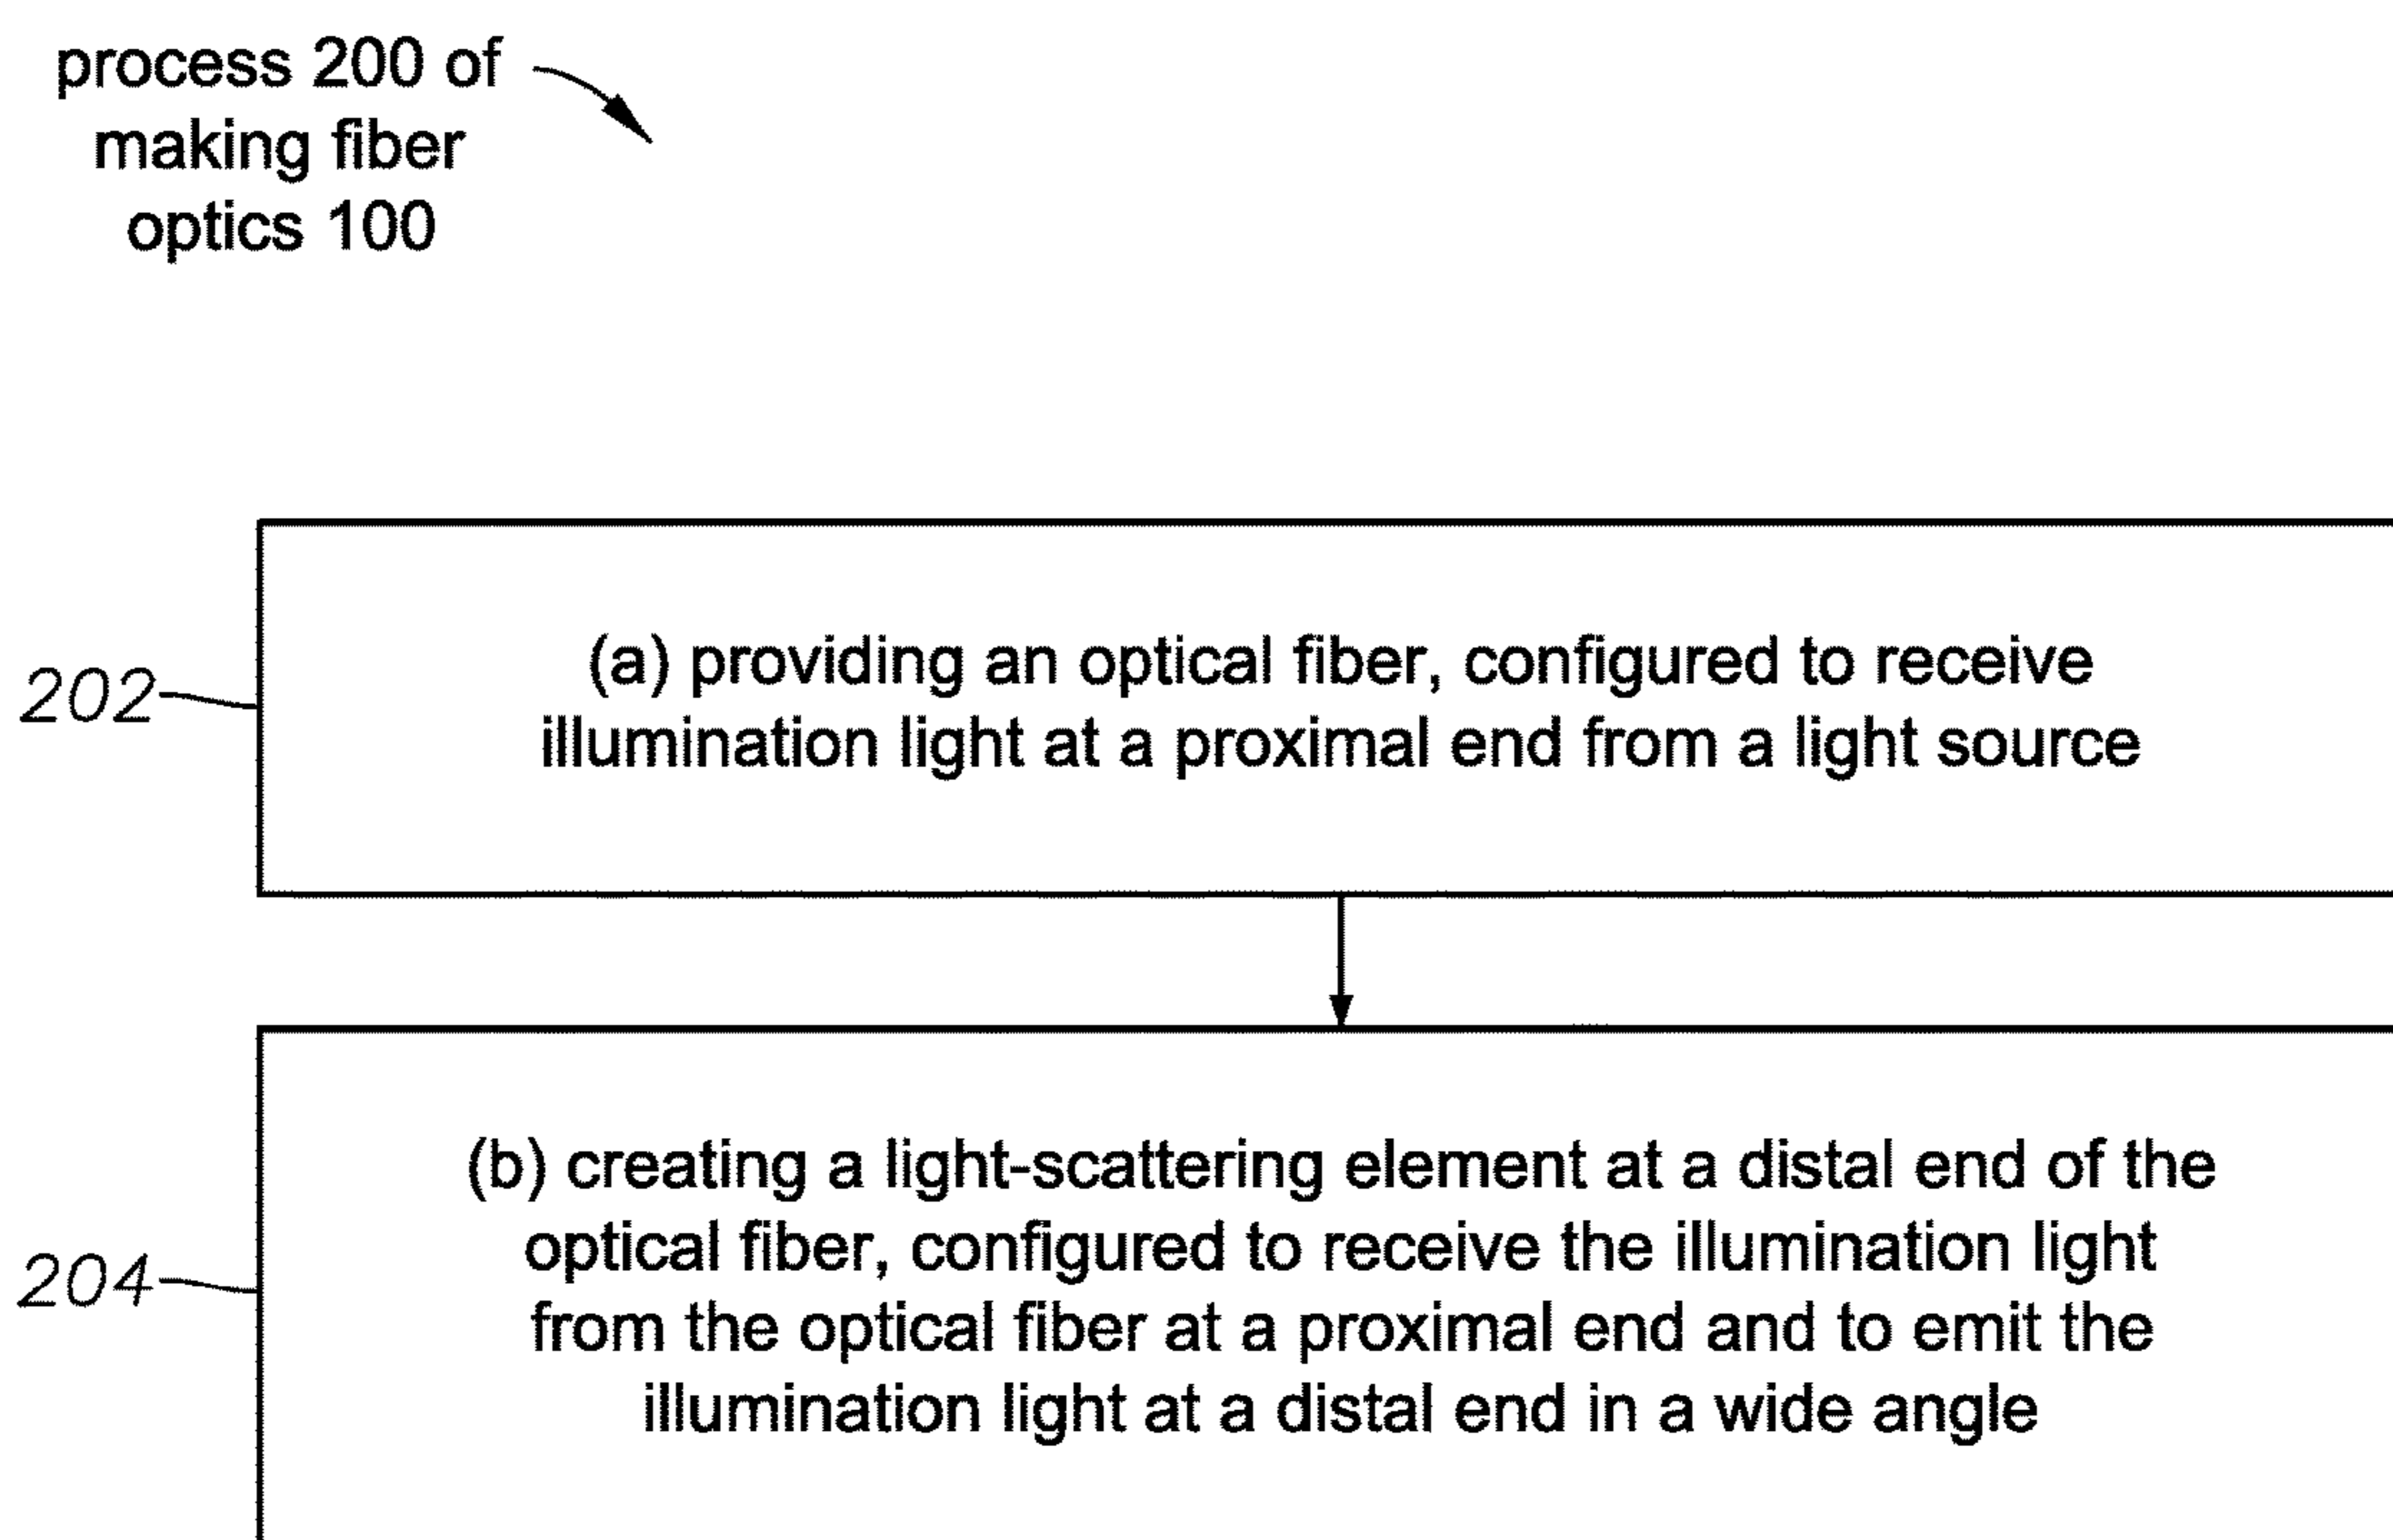 process 200 of
making fiber
optics 100
202
(a) providing an optical fiber, configured to receive
illumination light at a proximal end from a light source
204
(b) creating a light-scattering element at a distal end of the
optical fiber, configured to receive the illumination light
from the optical fiber at a proximal end and to emit the
illumination light at a distal end in a wide angle